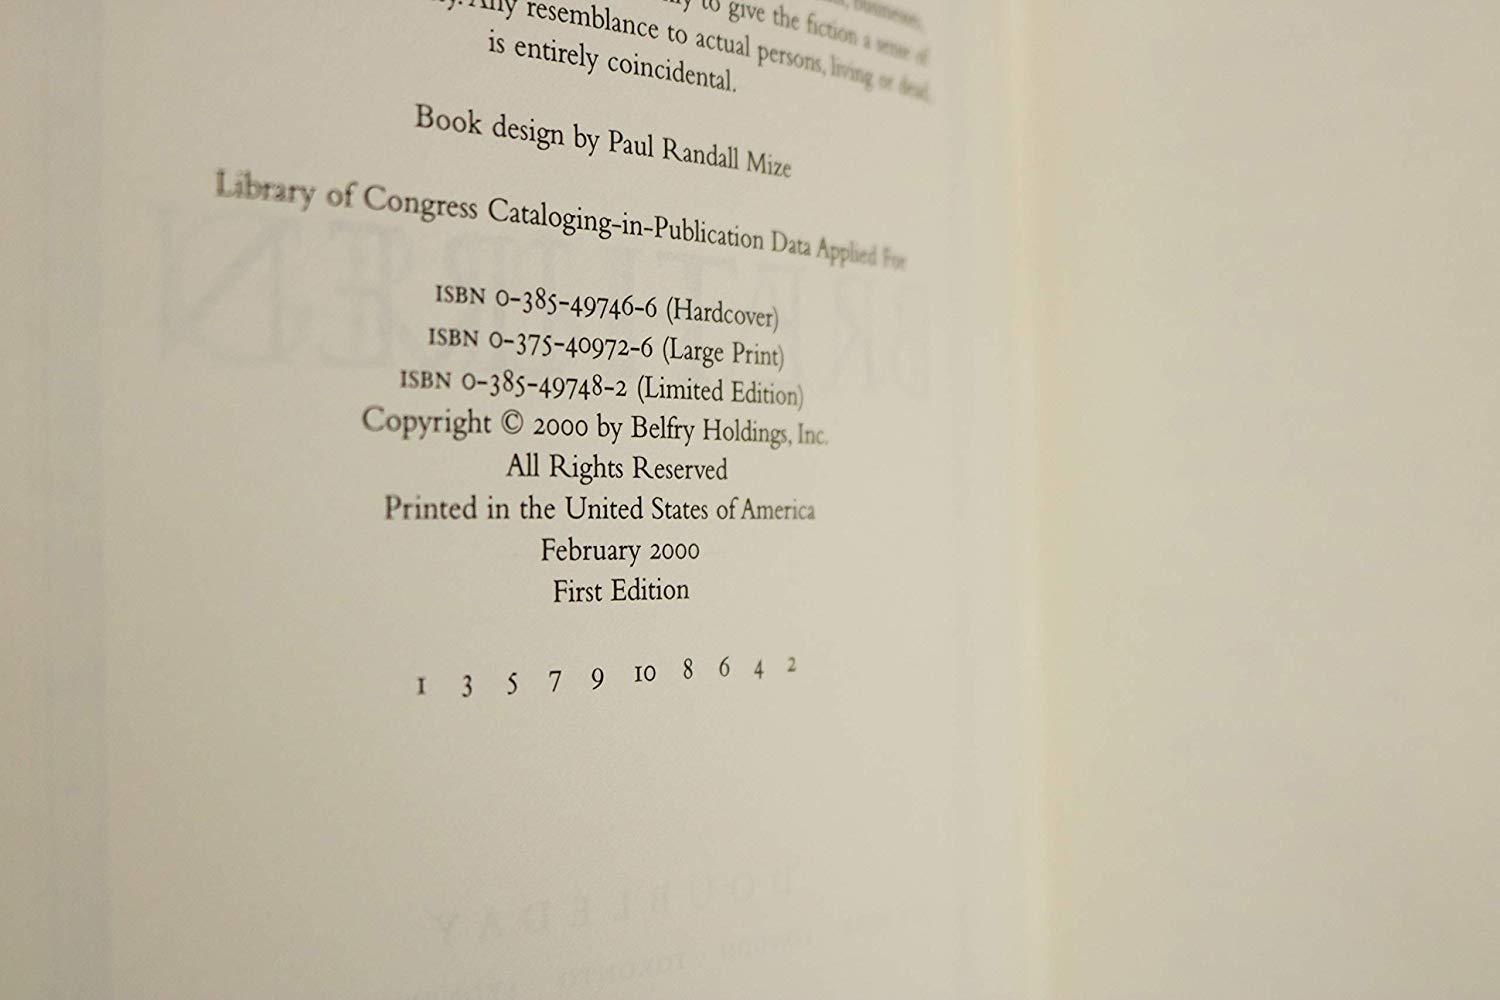 to give the fiction a sense of
Any resemblance to actual persons, living or dead,
is entirely coincidental.
Book design by Paul Randall Mize
Library of Congress Cataloging-in-Publication Data Applied For
ISBN 0-385-49746-6 (Hardcover)
ISBN 0-375-40972-6 (Large Print)
ISBN 0-385-49748-2 (Limited Edition)
Copyright © 2000 by Belfry Holdings, Inc.
All Rights Reserved
Printed in the United States of America
February 2000
First Edition
1 3 5 7 9 10 8 6 4 2
DOUBLEDAY